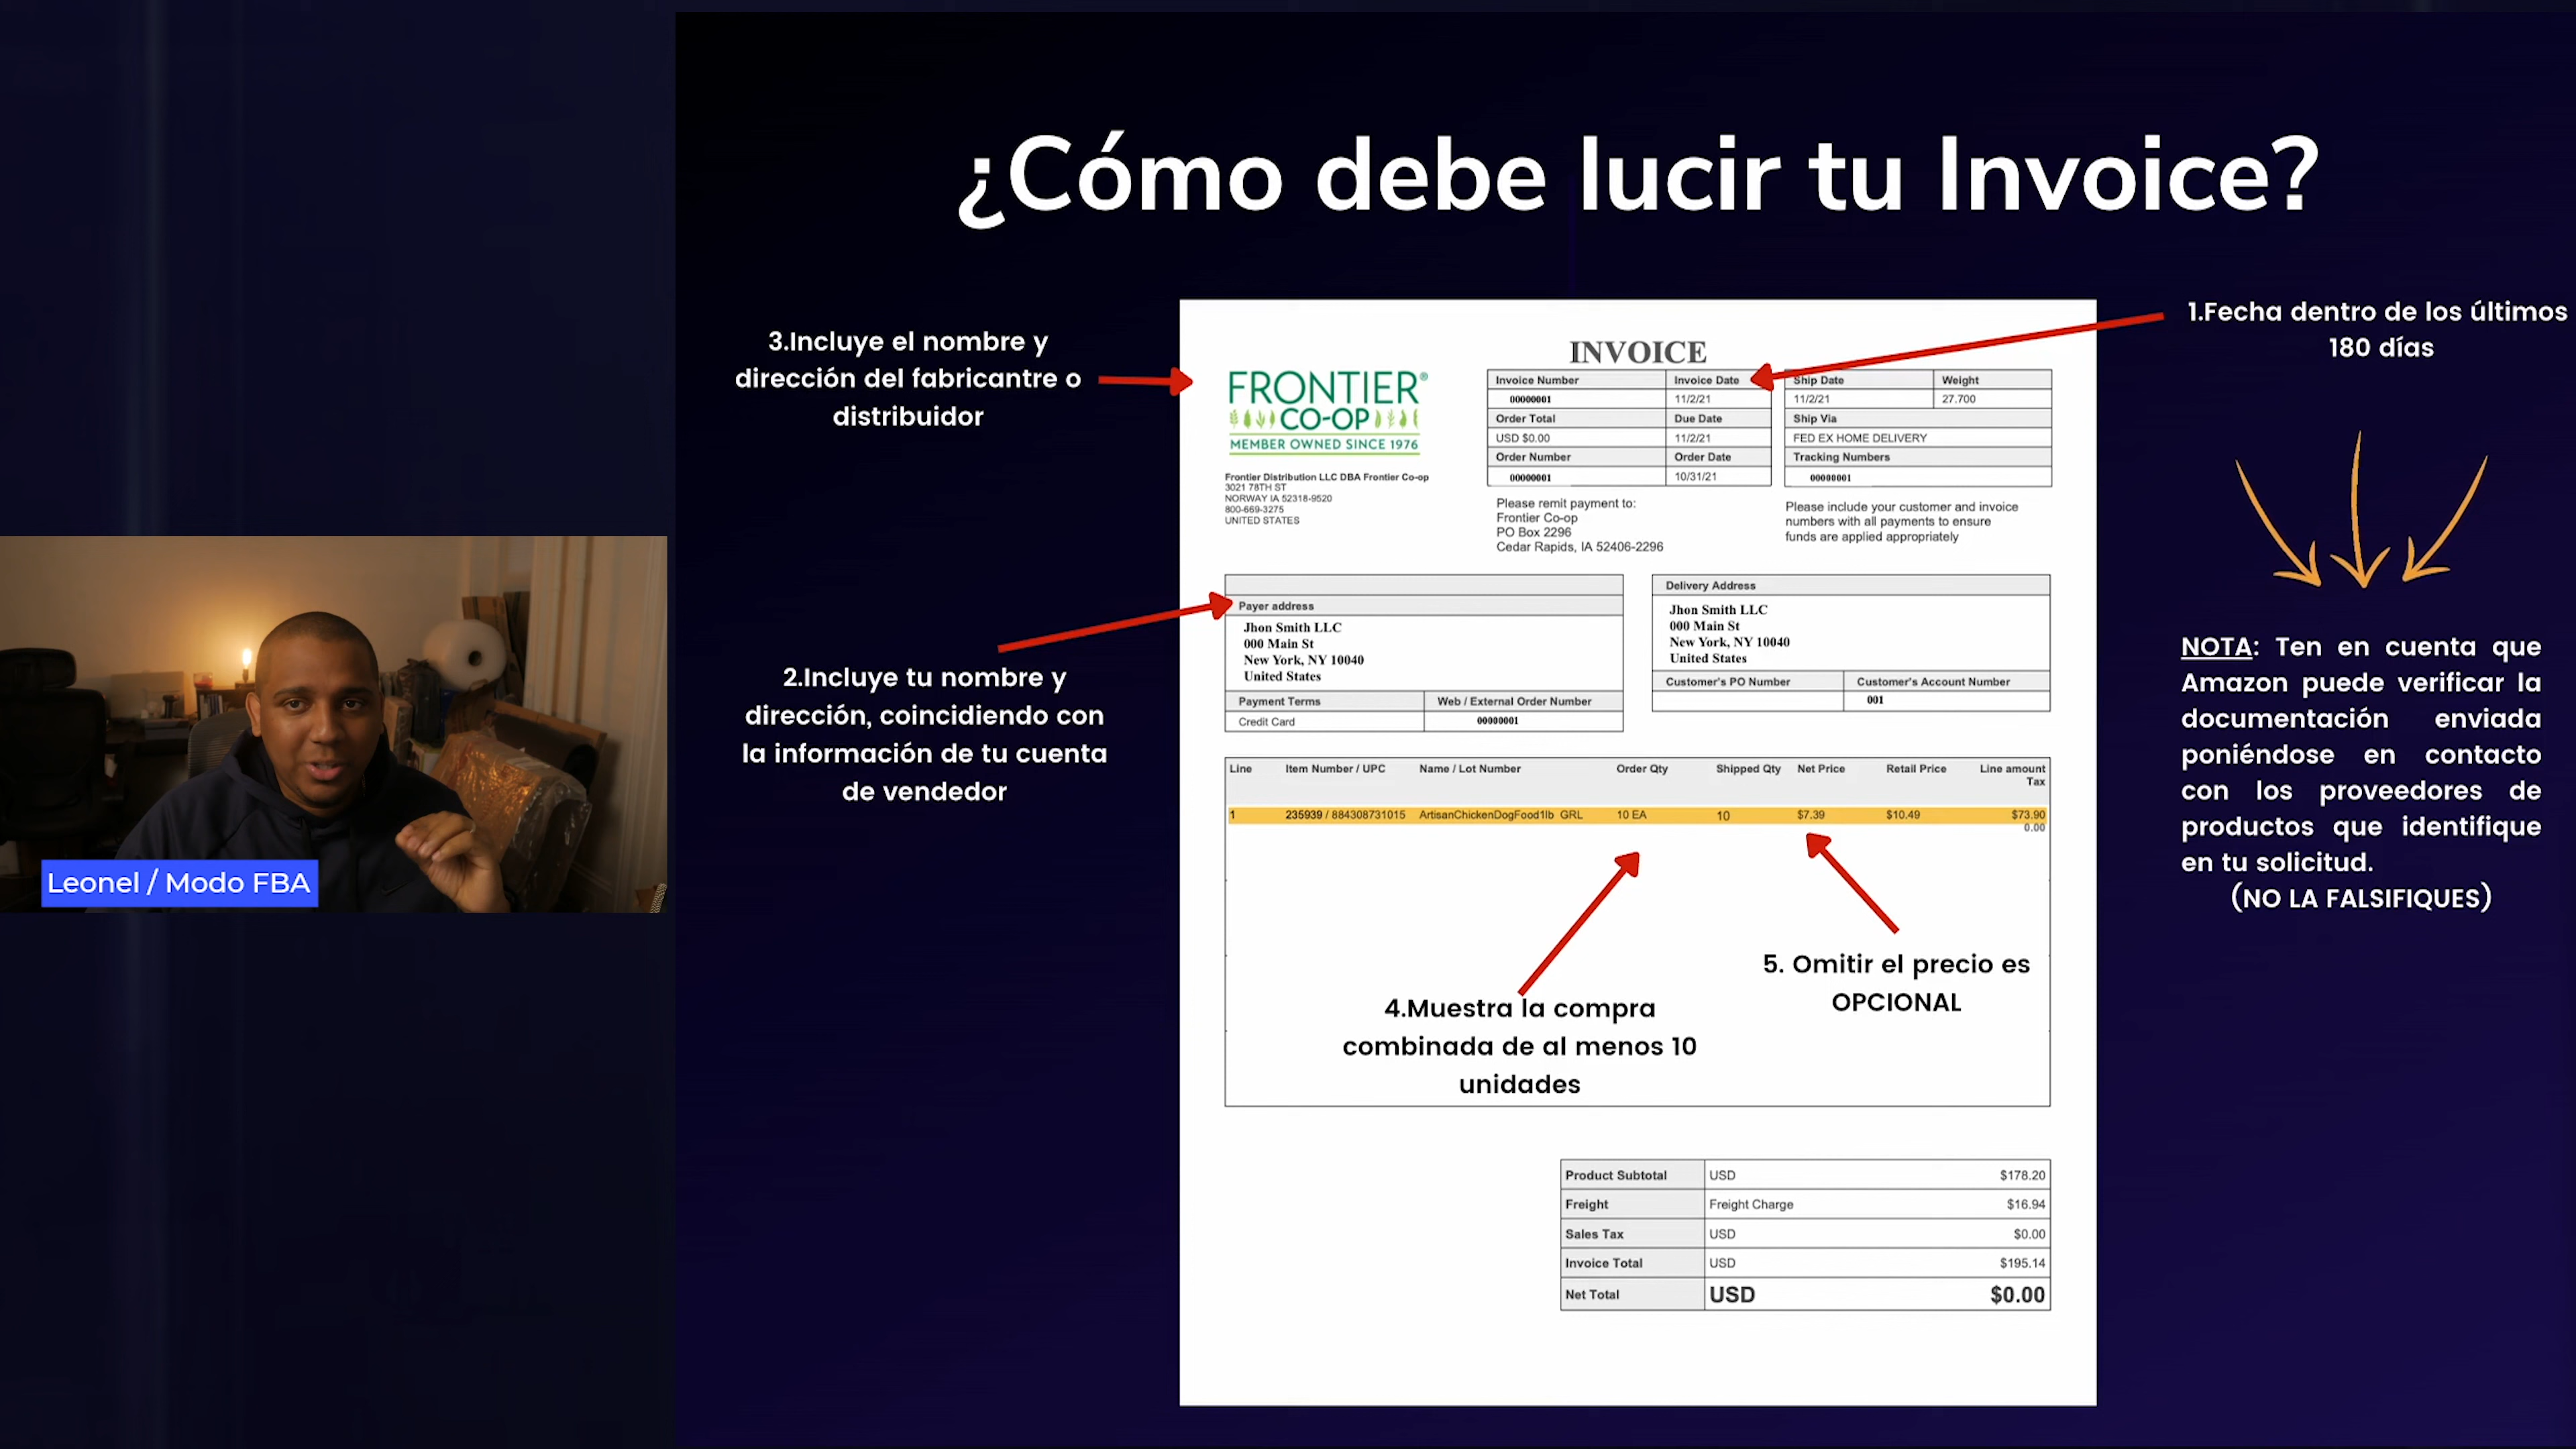 ¿Cómo debe lucir tu Invoice?
3.Incluye el nombre y
dirección del fabricantre o
distribuidor
1.Fecha dentro de los últimos
180 días
INVOICE
FRONTIER®
CO-OP
MEMBER OWNED SINCE 1976
Frontier Distribution LLC DBA Frontier Co-op
3021 78TH ST
NORWAY IA 52318-9520
800-669-3275
UNITED STATES
Invoice Number Invoice Date
00000001 11/2/21
Order Total Due Date
USD $0.00 11/2/21
Order Number Order Date
00000001 10/31/21
Ship Date Weight
11/2/21 27.700
Ship Via
FED EX HOME DELIVERY
Tracking Numbers
00000001
Please remit payment to:
Frontier Co-op
PO Box 2296
Cedar Rapids, IA 52406-2296
Please include your customer and invoice
numbers with all payments to ensure
funds are applied appropriately
2.Incluye tu nombre y
dirección, coincidiendo con
la información de tu cuenta
de vendedor
Payer address
Jhon Smith LLC
000 Main St
New York, NY 10040
United States
Payment Terms Web / External Order Number
Credit Card 00000001
Delivery Address
Jhon Smith LLC
000 Main St
New York, NY 10040
United States
Customer's PO Number Customer's Account Number
001
Line Item Number / UPC Name / Lot Number Order Qty Shipped Qty Net Price Retail Price Line amount
Tax
1 235939 / 884308731015 ArtisanChickenDogFood1lb GRL 10 EA 10 $7.39 $10.49 $73.90
0.00
4.Muestra la compra
combinada de al menos 10
unidades
5. Omitir el precio es
OPCIONAL
Product Subtotal USD $178.20
Freight Freight Charge $16.94
Sales Tax USD $0.00
Invoice Total USD $195.14
Net Total USD $0.00
NOTA: Ten en cuenta que
Amazon puede verificar la
documentación enviada
poniéndose en contacto
con los proveedores de
productos que identifique
en tu solicitud.
(NO LA FALSIFIQUES)
Leonel / Modo FBA